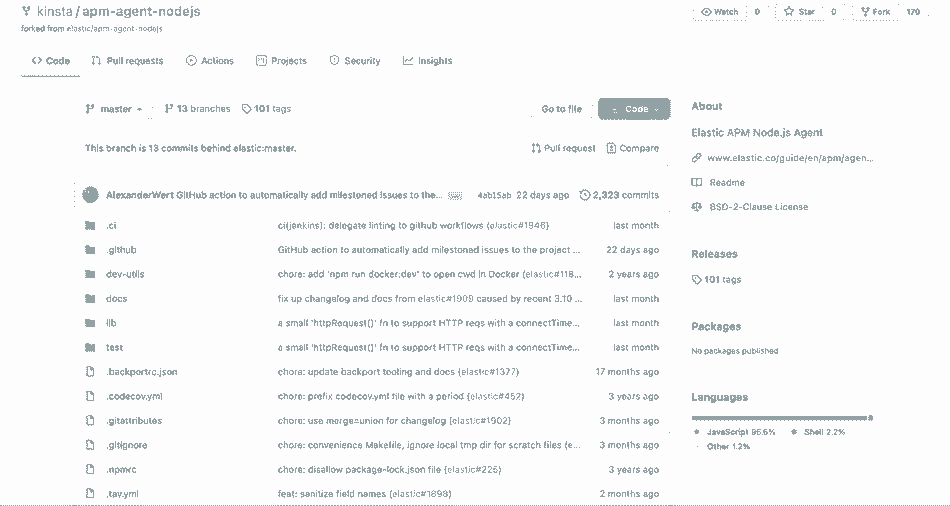 kinsta / apm-agent-nodejs
Watch 0 Star 0 Fork 170
forked from elastic/apm-agent-nodejs
Code Pull requests Actions Projects Security Insights
master 13 branches 101 tags Go to file Code
This branch is 13 commits behind elastic:master. Pull request Compare
AlexanderWert GitHub action to automatically add milestoned issues to the... 4ab15ab 22 days ago 2,323 commits
.ci ci(jenkins): delegate linting to github workflows (elastic#1946) last month
.github GitHub action to automatically add milestoned issues to the project ... 22 days ago
dev-utils chore: add 'npm run docker:dev' to open cwd in Docker (elastic#118... 2 years ago
docs fix up changelog and docs from elastic#1909 caused by recent 3.10 ... last month
lib a small 'httpRequest()' fn to support HTTP reqs with a connectTime... last month
test a small 'httpRequest()' fn to support HTTP reqs with a connectTime... last month
.backportrc.json chore: update backport tooling and docs (elastic#1377) 17 months ago
.codecov.yml chore: prefix codecov.yml file with a period (elastic#452) 3 years ago
.gitattributes chore: use merge=union for changelog (elastic#1902) 3 months ago
.gitignore chore: convenience Makefile, ignore local tmp dir for scratch files (e... 3 months ago
.npmrc chore: disallow package-lock.json file (elastic#225) 3 years ago
.tav.yml feat: sanitize field names (elastic#1898) 2 months ago
About
Elastic APM Node.js Agent
www.elastic.co/guide/en/apm/agen...
Readme
BSD-2-Clause License
Releases
101 tags
Packages
No packages published
Languages
JavaScript 96.6% Shell 2.2%
Other 1.2%